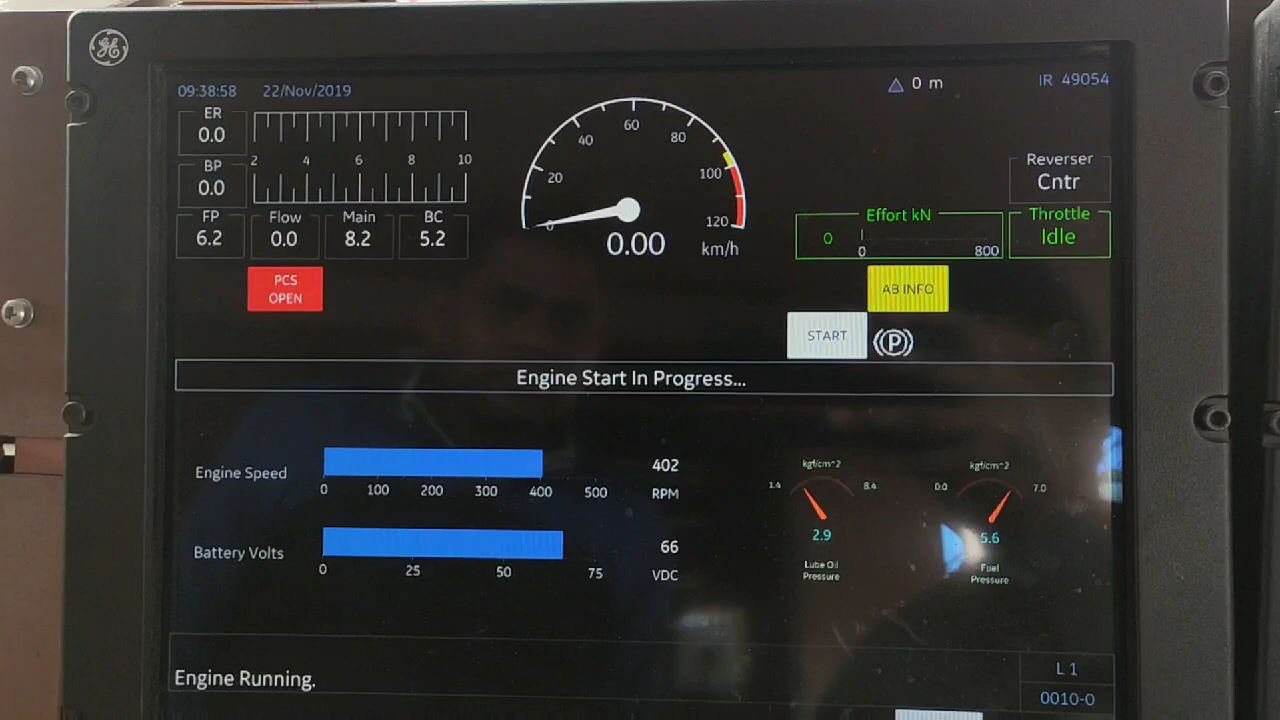 GE
09:38:58 22/Nov/2019 0 m IR 49054
ER
0.0
BP
0.0
2 4 6 8 10
FP
6.2
Flow
0.0
Main
8.2
BC
5.2
0 20 40 60 80 100 120
0.00 km/h
Reverser
Cntr
Effort kN
0 0 800
Throttle
Idle
PCS
OPEN
AB INFO
START (P)
Engine Start In Progress...
Engine Speed
0 100 200 300 400 500
402
RPM
Battery Volts
0 25 50 75
66
VDC
kgf/cm^2
1.4 8.4
2.9
Lube Oil
Pressure
kgf/cm^2
0.0 7.0
5.6
Fuel
Pressure
Engine Running.
L 1
0010-0